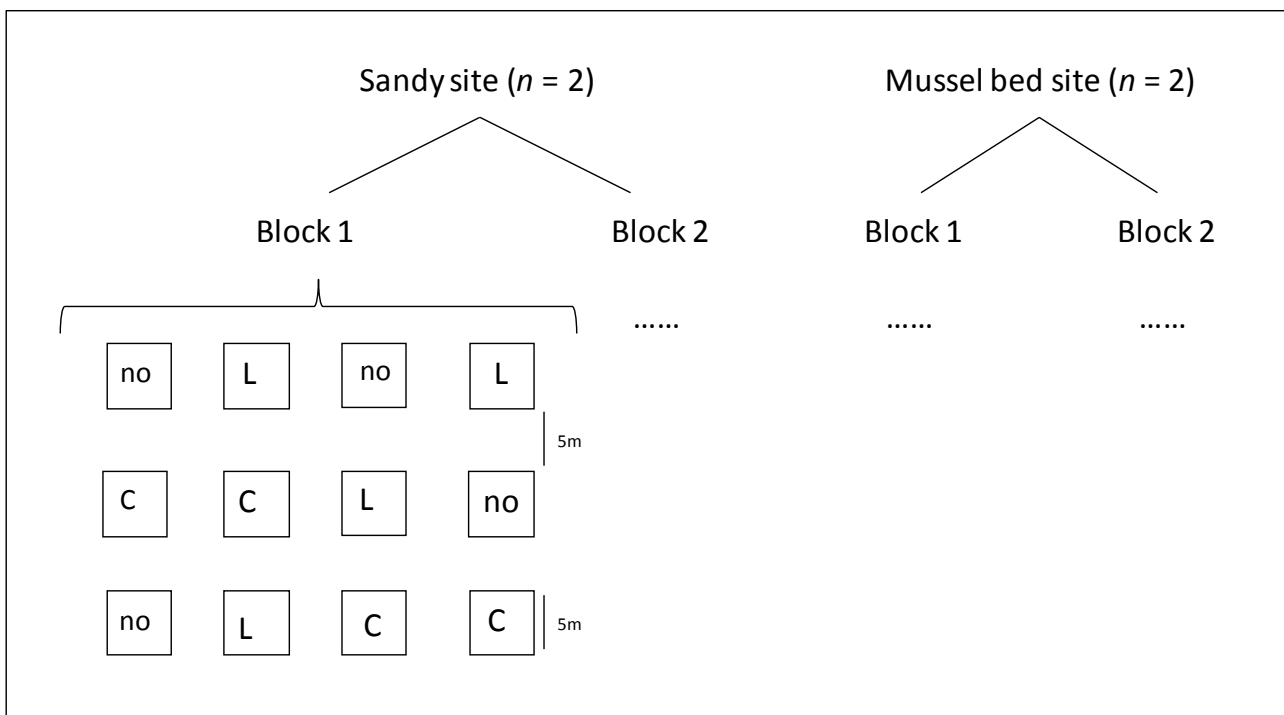 Sandy site (n = 2) Mussel bed site (n = 2)
Block 1 Block 2 Block 1 Block 2
...... ...... ......
no L no L
5m
C C L no
no L C C 5m